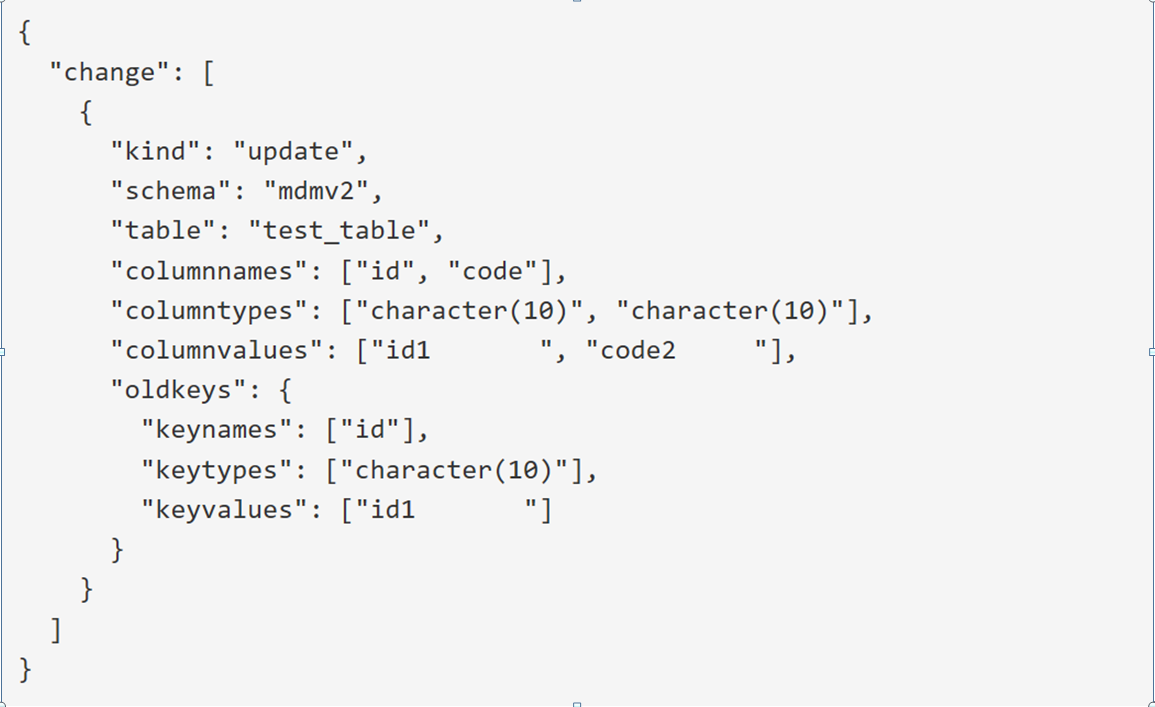 {
  "change": [
    {
      "kind": "update",
      "schema": "mdmv2",
      "table": "test_table",
      "columnnames": ["id", "code"],
      "columntypes": ["character(10)", "character(10)"],
      "columnvalues": ["id1       ", "code2     "],
      "oldkeys": {
        "keynames": ["id"],
        "keytypes": ["character(10)"],
        "keyvalues": ["id1       "]
      }
    }
  ]
}